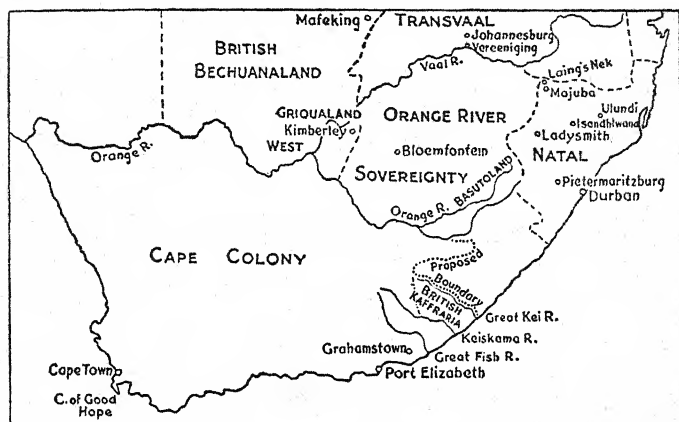 Mafeking
TRANSVAAL
Johannesburg
Vereeniging
BRITISH
BECHUANALAND
Vaal R.
Laing's Nek
Majuba
GRIQUALAND
Kimberley
WEST
ORANGE RIVER
SOVEREIGNTY
Ulundi
Isandhlwana
Ladysmith
Orange R.
Bloemfontein
NATAL
BASUTOLAND
Orange R.
Pietermaritzburg
Durban
CAPE COLONY
Proposed
Boundary
BRITISH
KAFFRARIA
Great Kei R.
Keiskama R.
Grahamstown
Great Fish R.
Cape Town
Port Elizabeth
C. of Good
Hope